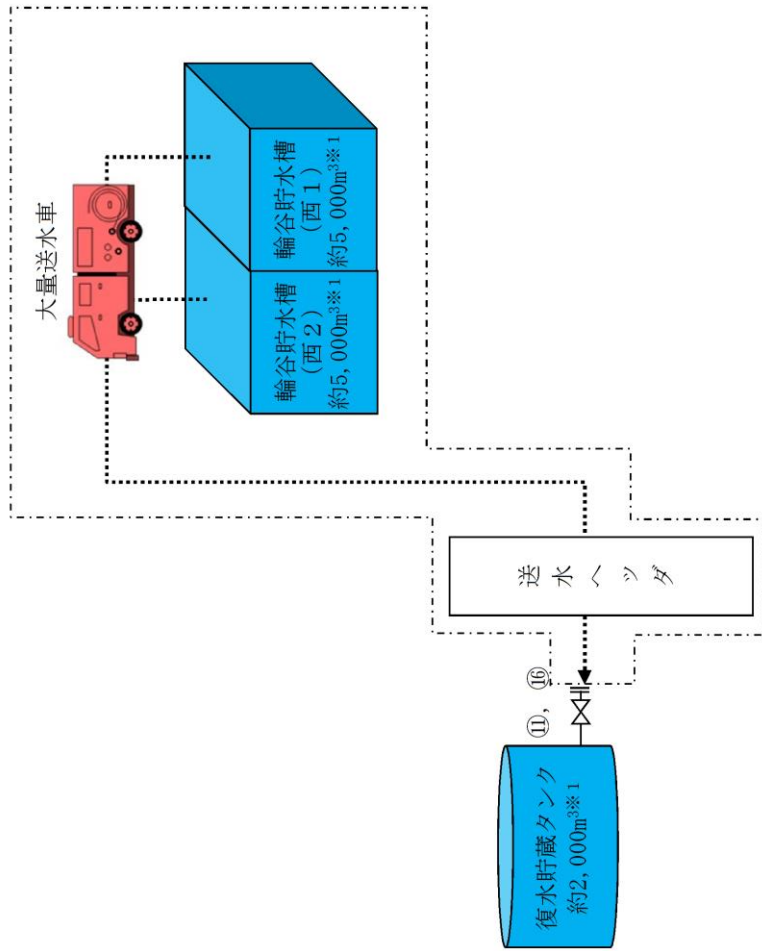 大量送水車
輪谷貯水槽
(西1)
約5,000m³※1
輪谷貯水槽
(西2)
約5,000m³※1
送水ヘッダ
⑪, ⑯
復水貯蔵タンク
約2,000m³※1